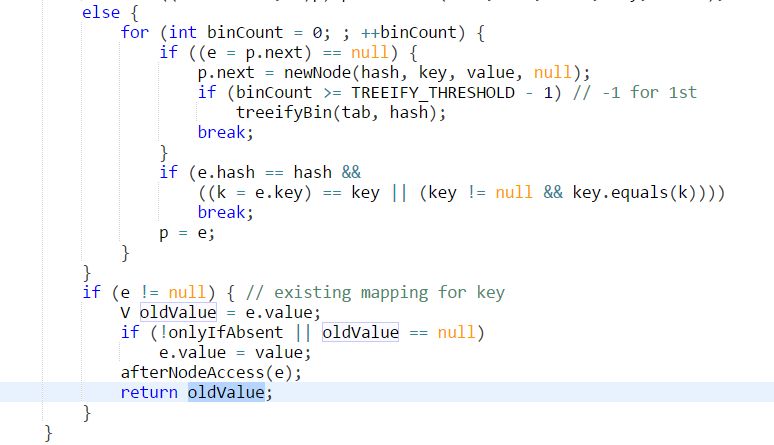 else {
for (int binCount = 0; ; ++binCount) {
if ((e = p.next) == null) {
p.next = newNode(hash, key, value, null);
if (binCount >= TREEIFY_THRESHOLD - 1) // -1 for 1st
treeifyBin(tab, hash);
break;
}
if (e.hash == hash &&
((k = e.key) == key || (key != null && key.equals(k))))
break;
p = e;
}
}
if (e != null) { // existing mapping for key
V oldValue = e.value;
if (!onlyIfAbsent || oldValue == null)
e.value = value;
afterNodeAccess(e);
return oldValue;
}
}